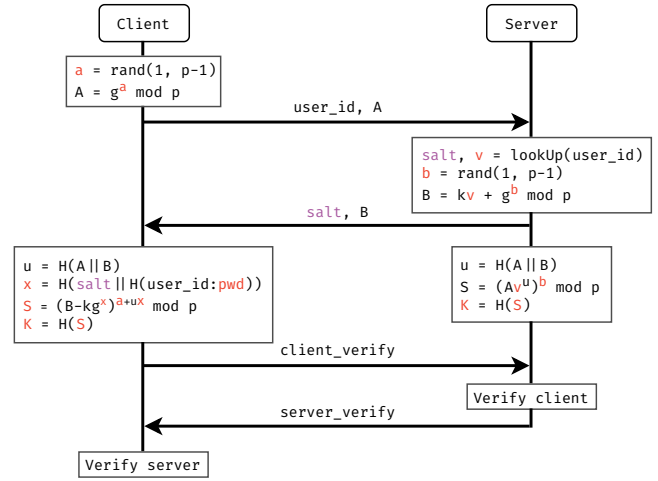 Client
Server
a = rand(1, p-1)
A = g^a mod p
user_id, A
salt, v = lookUp(user_id)
b = rand(1, p-1)
B = kv + g^b mod p
salt, B
u = H(A||B)
x = H(salt||H(user_id:pwd))
S = (B-kg^x)^a+ux mod p
K = H(S)
u = H(A||B)
S = (Av^u)^b mod p
K = H(S)
client_verify
Verify client
server_verify
Verify server